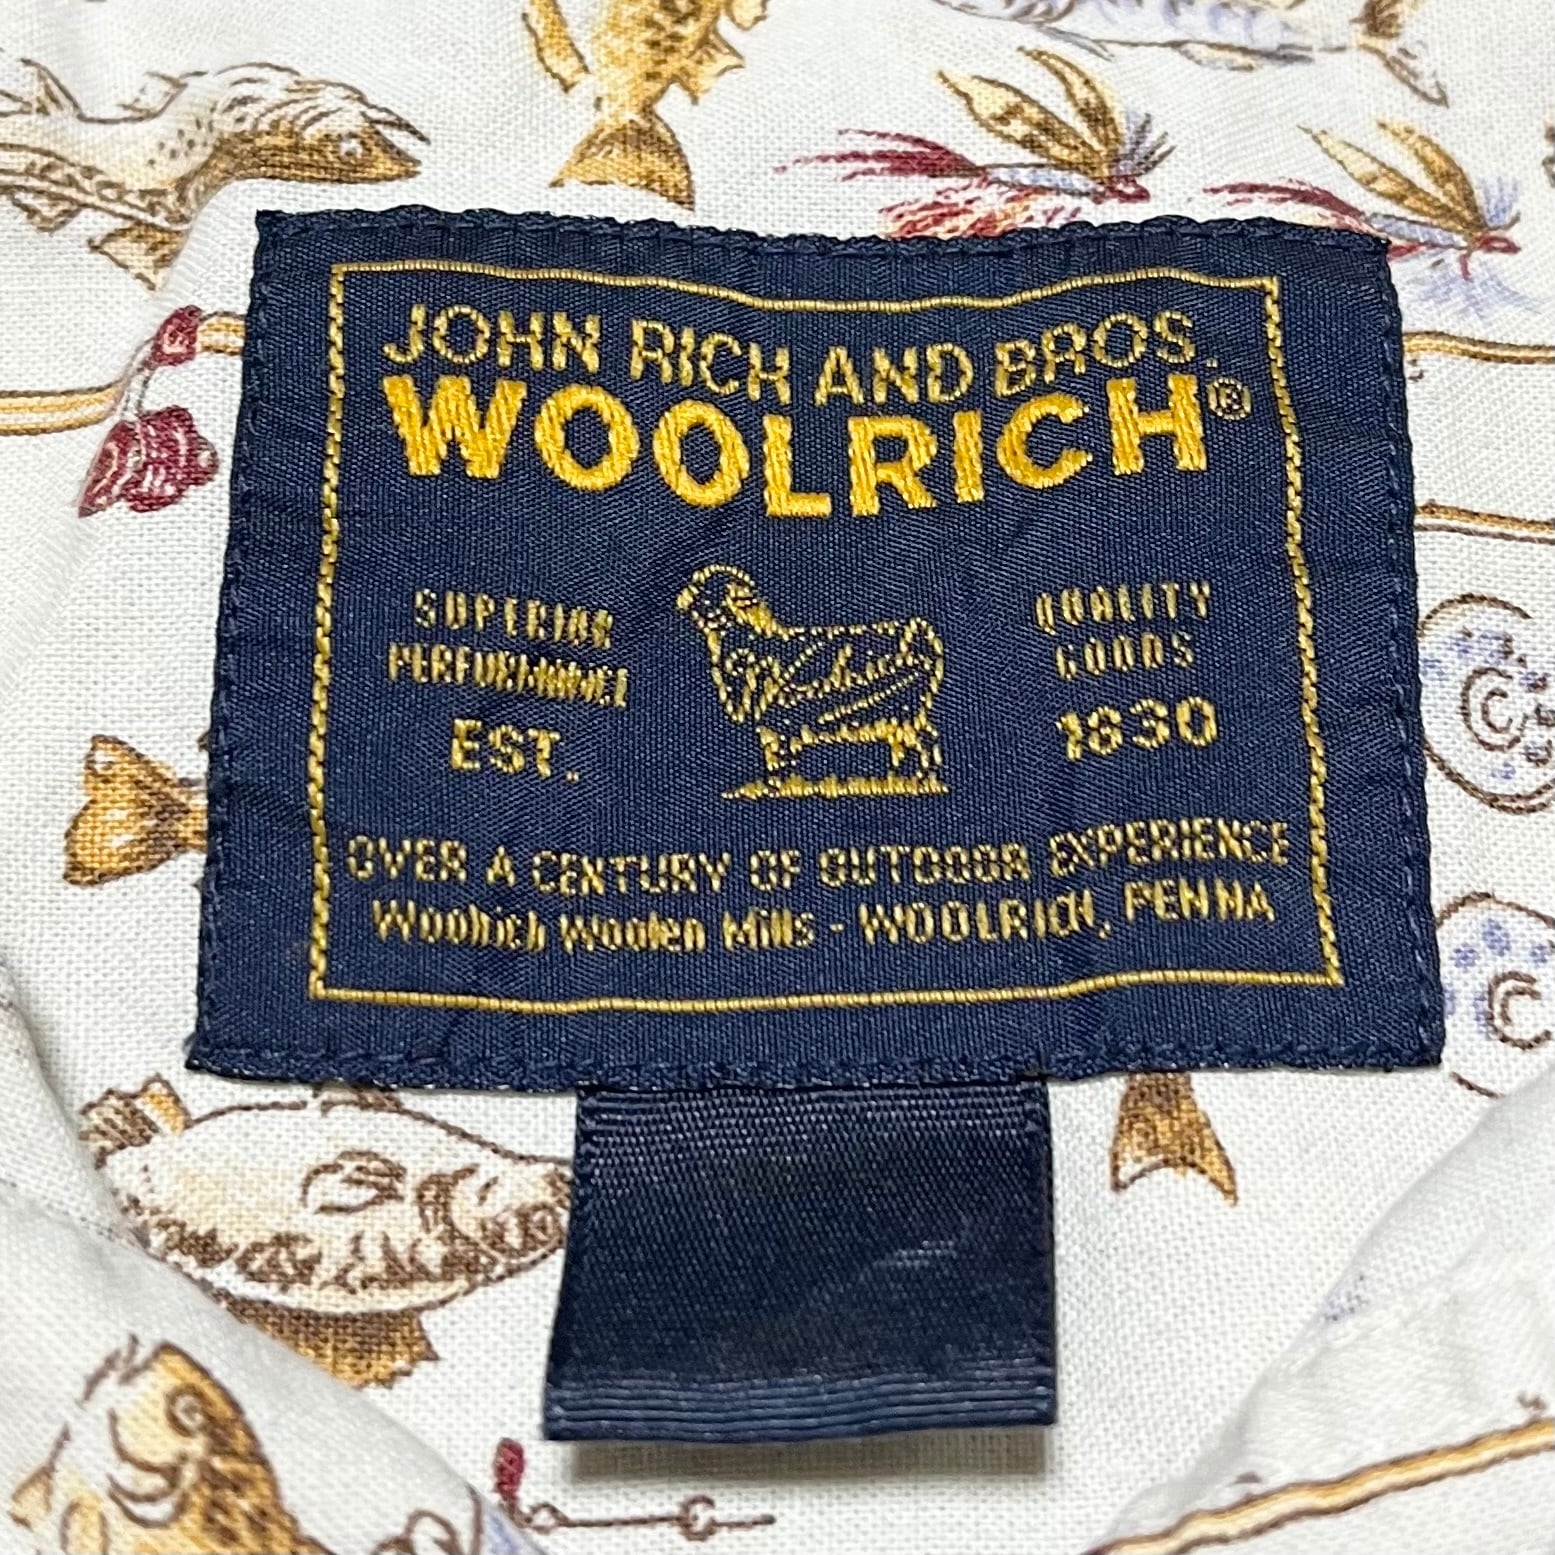 JOHN RICH AND BROS.
WOOLRICH®
SUPERIOR
PERFORMANCE
EST.
Woolrich
QUALITY
GOODS
1830
OVER A CENTURY OF OUTDOOR EXPERIENCE
Woolrich Woolen Mills - WOOLRICH, PENNA